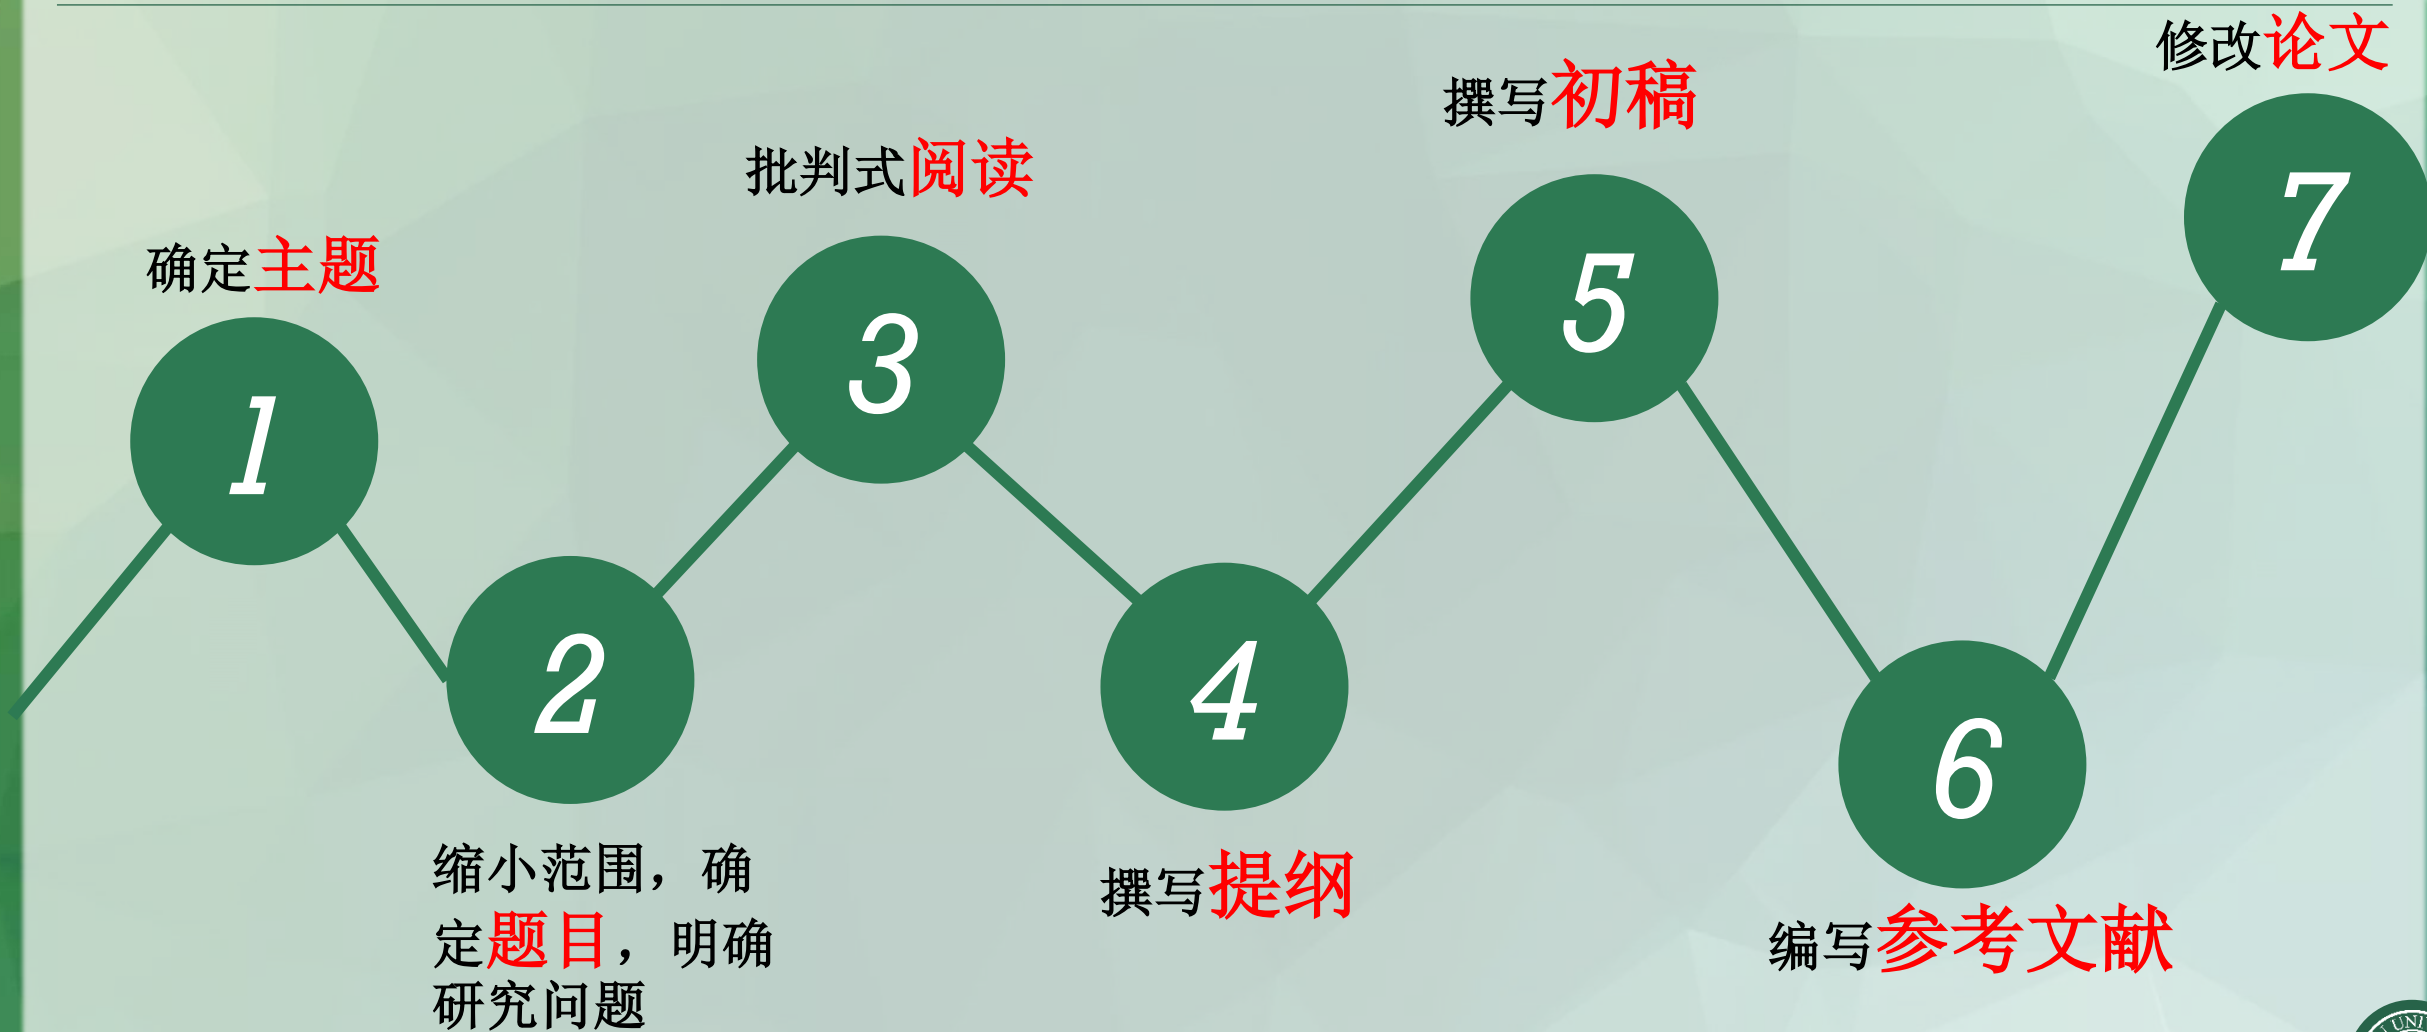 确定主题
1
缩小范围，确
定题目，明确
研究问题
2
批判式阅读
3
撰写提纲
4
撰写初稿
5
编写参考文献
6
修改论文
7